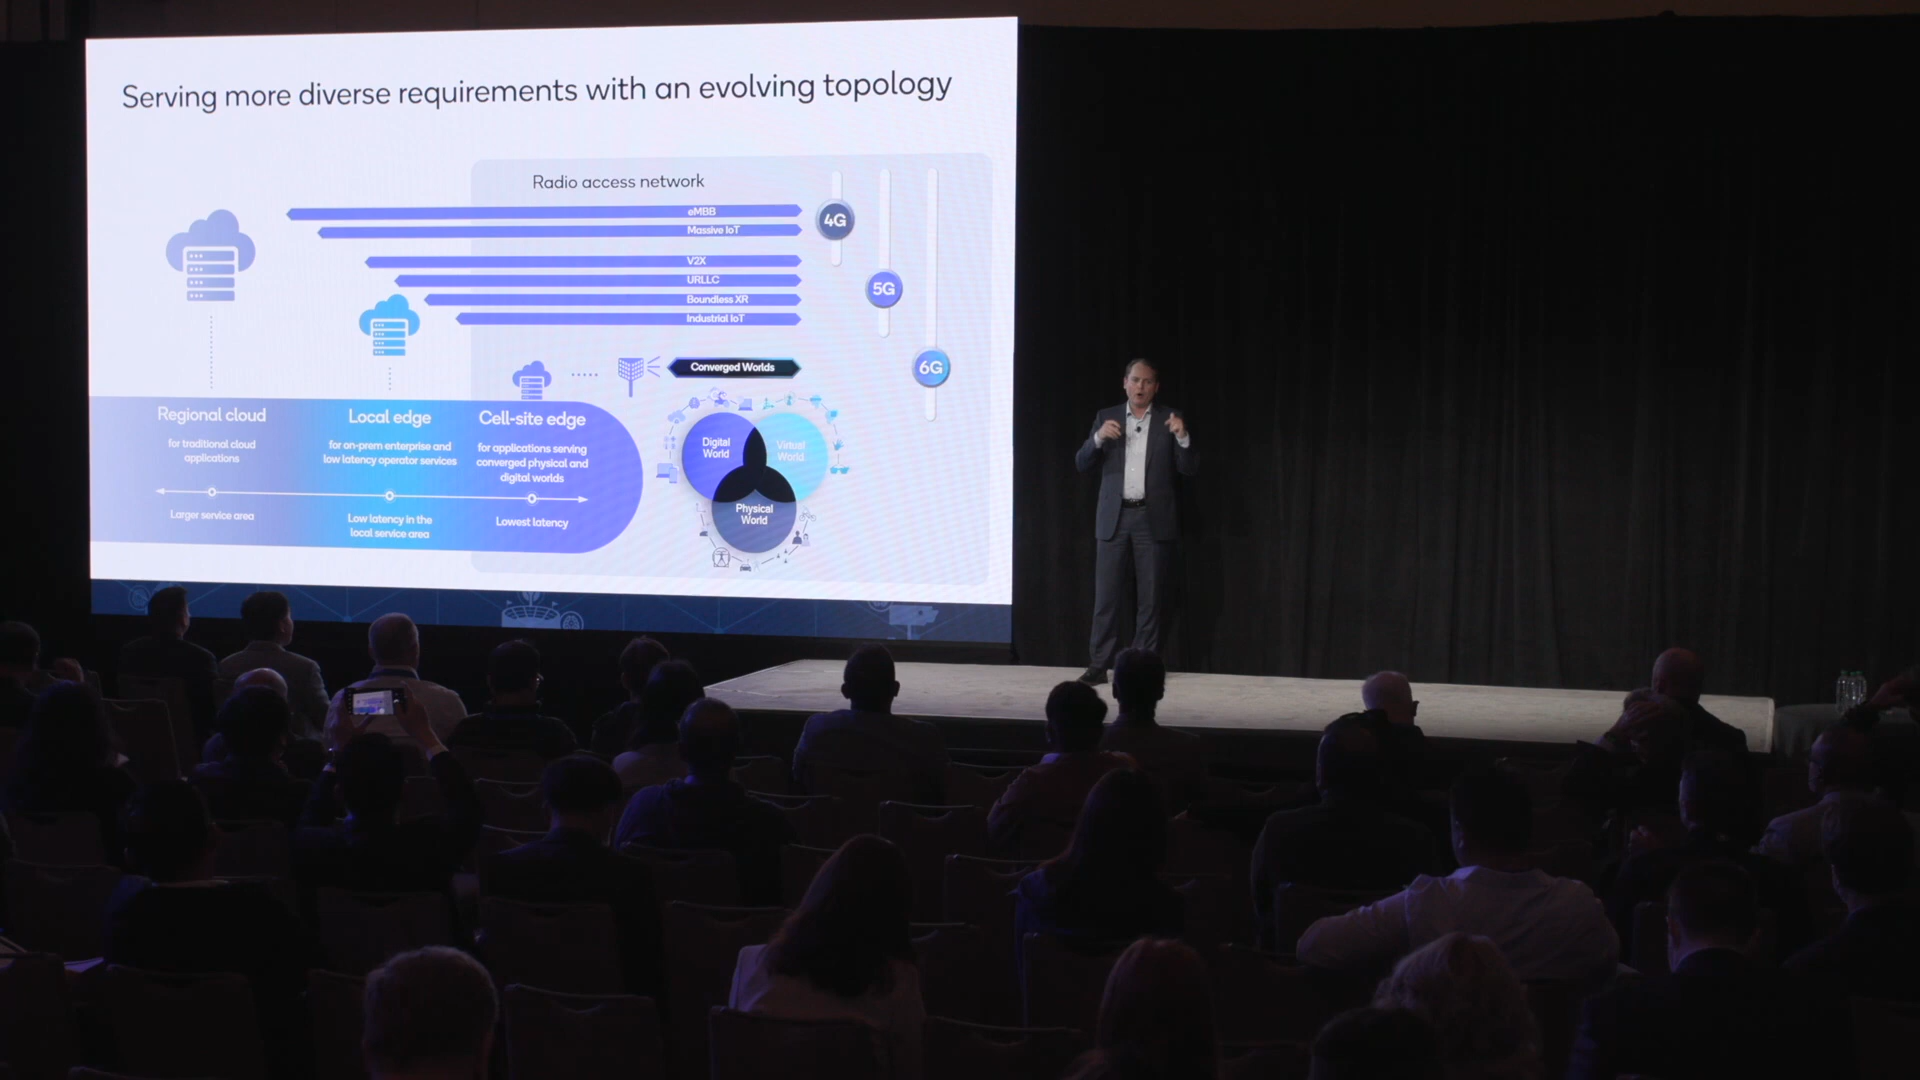 Serving more diverse requirements with an evolving topology
Radio access network
eMBB
Massive IoT
V2X
URLLC
Boundless XR
Industrial IoT
4G
5G
6G
Converged Worlds
Regional cloud
for traditional cloud
applications
Larger service area
Local edge
for on-prem enterprise and
low latency operator services
Low latency in the
local service area
Cell-site edge
for applications serving
converged physical and
digital worlds
Lowest latency
Digital
World
Virtual
World
Physical
World